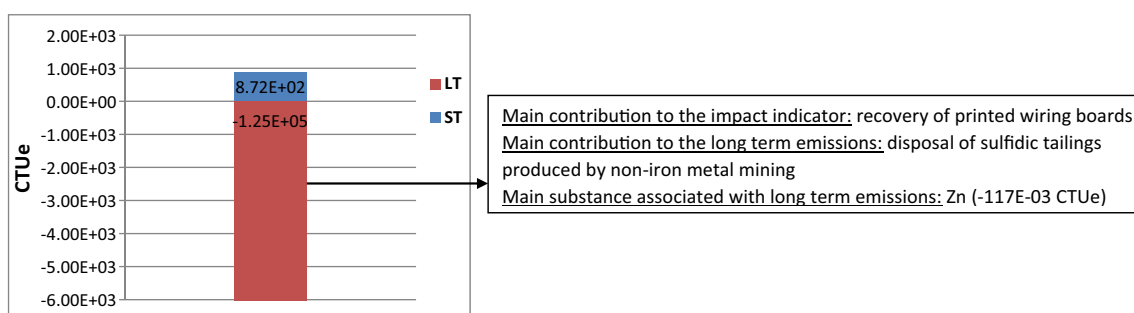 2.00E+03
1.00E+03
0.00E+00
-1.00E+03
-2.00E+03
-3.00E+03
-4.00E+03
-5.00E+03
-6.00E+03
CTUe
8.72E+02
-1.25E+05
LT
ST
Main contribution to the impact indicator: recovery of printed wiring boards
Main contribution to the long term emissions: disposal of sulfidic tailings
produced by non-iron metal mining
Main substance associated with long term emissions: Zn (-117E-03 CTUe)